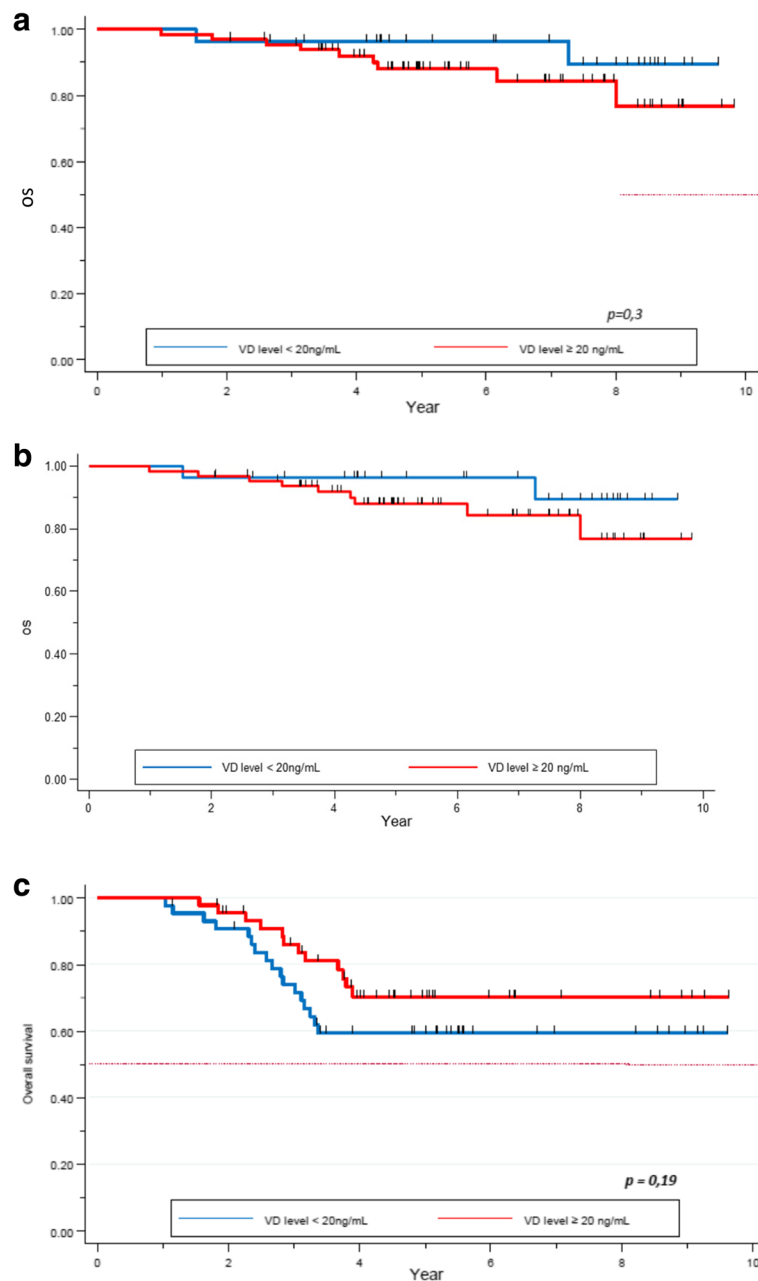 a
1.00
0.80
0.60
OS
0.40
0.20
p=0,3
VD level < 20ng/mL VD level ≥ 20 ng/mL
0.00
0 2 4 6 8 10
Year
b
1.00
0.80
0.60
os
0.40
0.20
VD level < 20ng/mL VD level ≥ 20 ng/mL
0.00
0 2 4 6 8 10
Year
c
1.00
0.80
0.60
Overall survival
0.40
0.20
p = 0,19
VD level < 20ng/mL VD level ≥ 20 ng/mL
0.00
0 2 4 6 8 10
Year